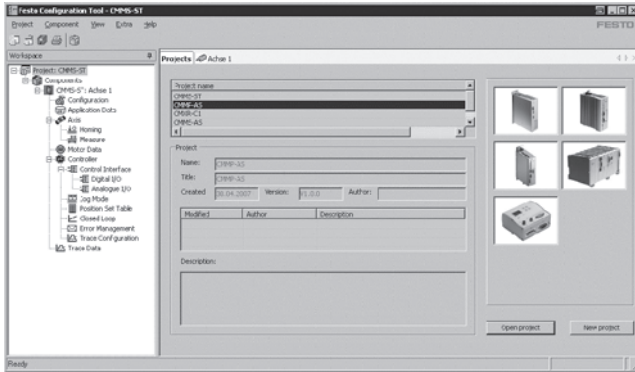 Festo Configuration Tool - CMMS-ST
Project Component View Extra Help
FESTO
Workspace
Project: CMMS-ST
Components
CMMS-S": Achse 1
Configuration
Application Data
Axis
Homing
Measure
Motor Data
Controller
Control Interface
Digital I/O
Analogue I/O
Jog Mode
Position Set Table
Closed Loop
Error Management
Trace Configuration
Trace Data
Projects Achse 1
Project name
CMMS-ST
CMMP-AS
CMXR-C1
CMMS-AS
Project
Name: CMMP-AS
Title: CMMP-AS
Created 30.04.2007 Version: V1.0.0 Author:
Modified Author Description
Description:
Open project New project
Ready